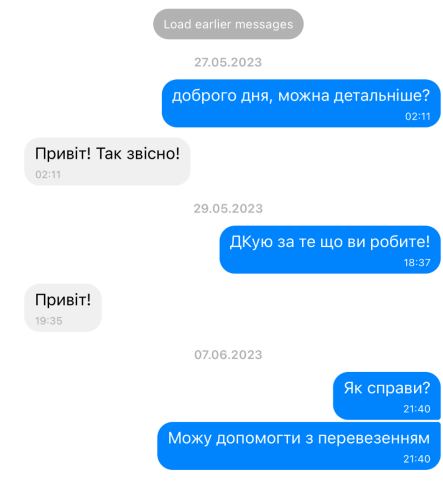 Load earlier messages
27.05.2023
доброго дня, можна детальніше?
02:11
Привіт! Так звісно!
02:11
29.05.2023
ДКую за те що ви робите!
18:37
Привіт!
19:35
07.06.2023
Як справи?
21:40
Можу допомогти з перевезенням
21:40